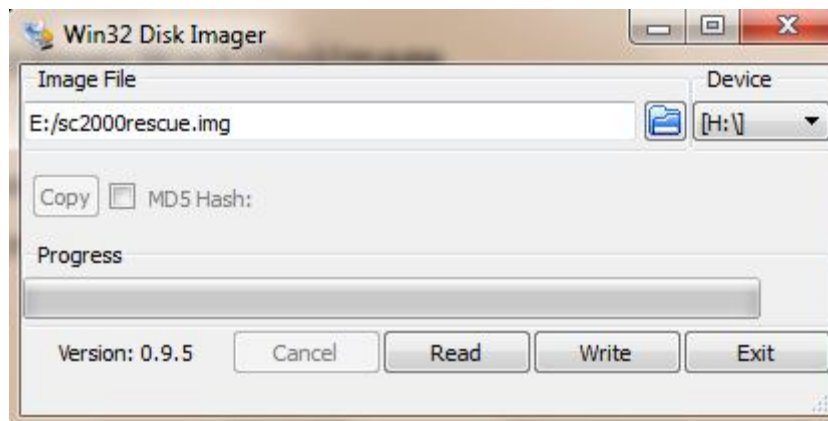 Win32 Disk Imager
Image File
Device
E:/sc2000rescue.img
[H:\]
Copy
MD5 Hash:
Progress
Version: 0.9.5
Cancel
Read
Write
Exit